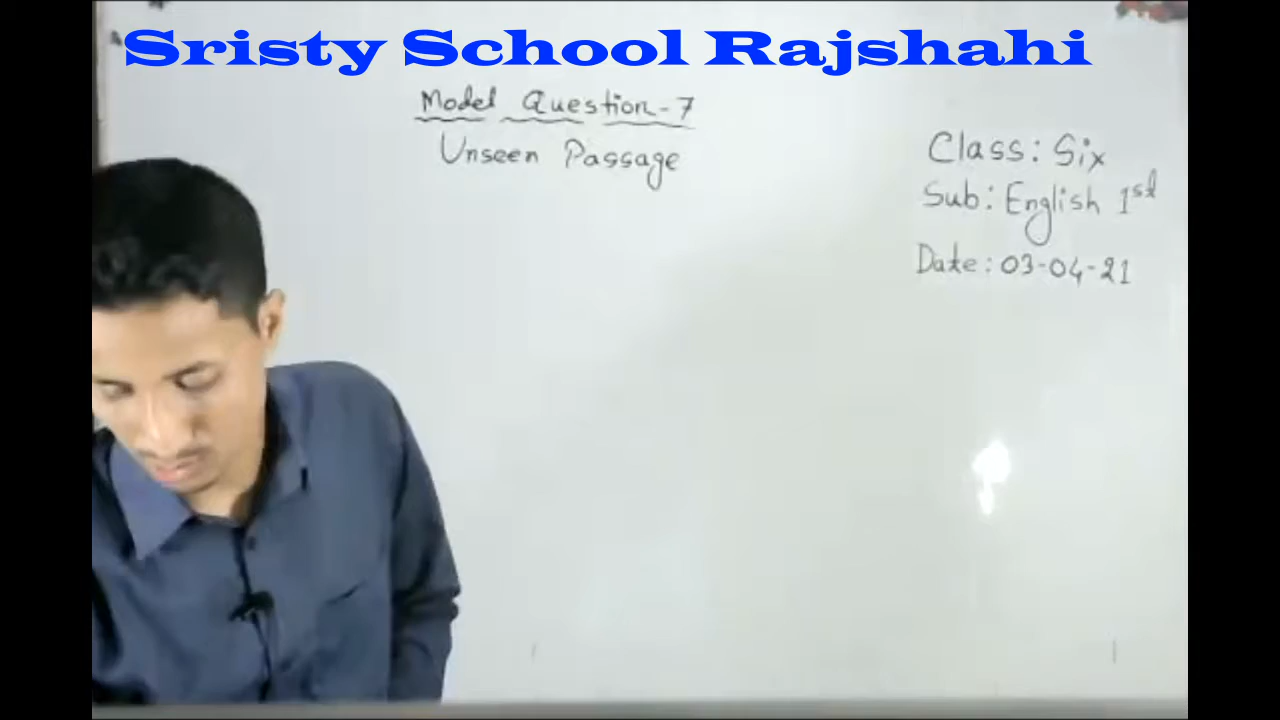 Sristy School Rajshahi
Model Question-7
Unseen Passage
Class: Six
Sub: English 1st
Date: 03-04-21